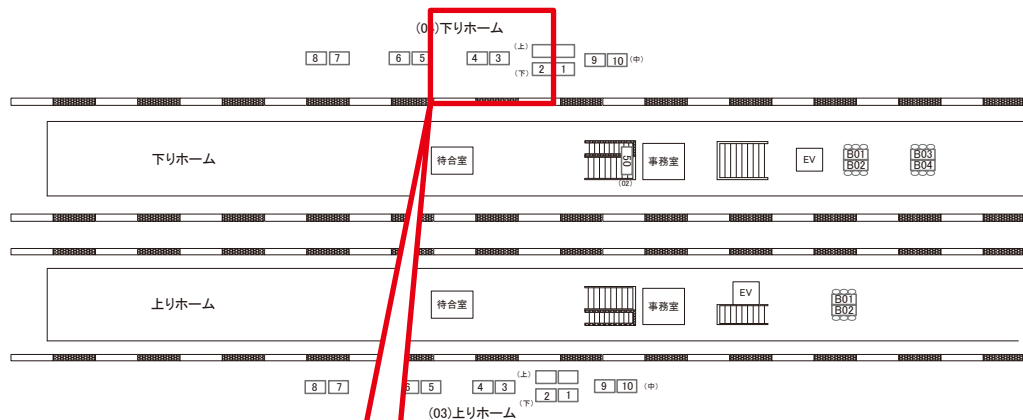 (0 )下りホーム
8 7 6 5 4 3 (上)
(下) 2 1 9 10 (中)
下りホーム 待合室 50 (02) 事務室 EV B01 B02 B03 B04
上りホーム 待合室 事務室 EV B01 B02
8 7 6 5 4 3 (上)
(下) 2 1 9 10 (中)
(03)上りホーム